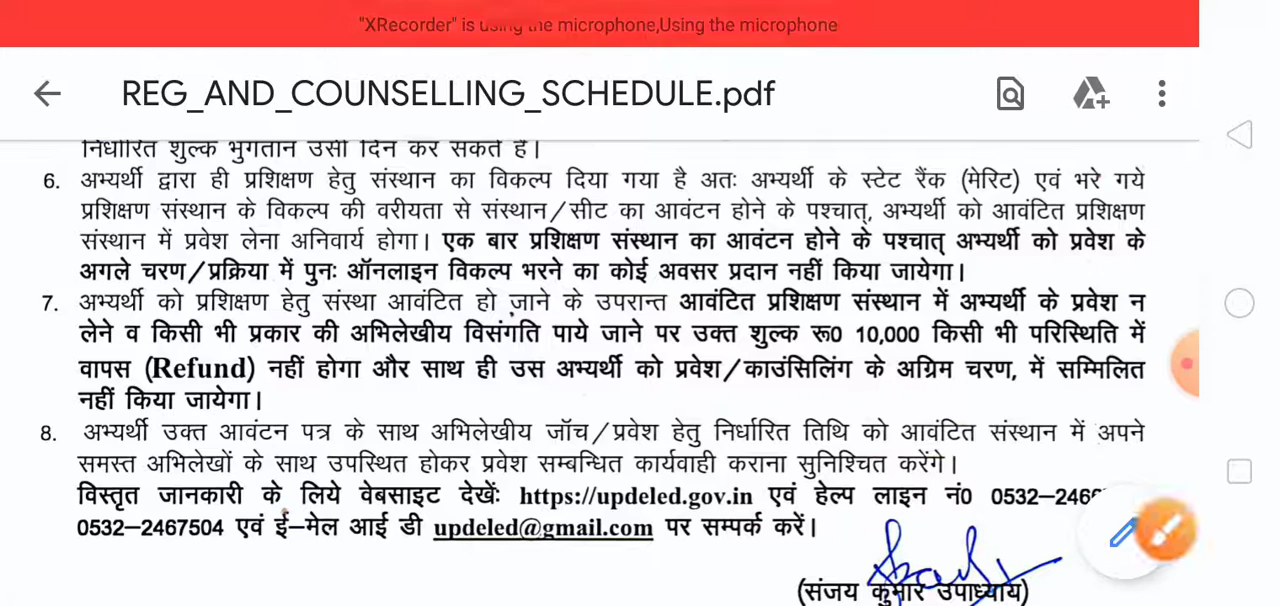 "XRecorder" is using the microphone,Using the microphone
REG_AND_COUNSELLING_SCHEDULE.pdf
निर्धारित शुल्क भुगतान उसी दिन कर सकते है।
6. अभ्यर्थी द्वारा ही प्रशिक्षण हेतु संस्थान का विकल्प दिया गया है अतः अभ्यर्थी के स्टेट रैंक (मेरिट) एवं भरे गये
प्रशिक्षण संस्थान के विकल्प की वरीयता से संस्थान/सीट का आवंटन होने के पश्चात्, अभ्यर्थी को आवंटित प्रशिक्षण
संस्थान में प्रवेश लेना अनिवार्य होगा। एक बार प्रशिक्षण संस्थान का आवंटन होने के पश्चात् अभ्यर्थी को प्रवेश के
अगले चरण/प्रक्रिया में पुनः ऑनलाइन विकल्प भरने का कोई अवसर प्रदान नहीं किया जायेगा।
7. अभ्यर्थी को प्रशिक्षण हेतु संस्था आवंटित हो जाने के उपरान्त आवंटित प्रशिक्षण संस्थान में अभ्यर्थी के प्रवेश न
लेने व किसी भी प्रकार की अभिलेखीय विसंगति पाये जाने पर उक्त शुल्क रू0 10,000 किसी भी परिस्थिति में
वापस (Refund) नहीं होगा और साथ ही उस अभ्यर्थी को प्रवेश/काउंसिलिंग के अग्रिम चरण, में सम्मिलित
नहीं किया जायेगा।
8. अभ्यर्थी उक्त आवंटन पत्र के साथ अभिलेखीय जॉच/प्रवेश हेतु निर्धारित तिथि को आवंटित संस्थान में अपने
समस्त अभिलेखों के साथ उपस्थित होकर प्रवेश सम्बन्धित कार्यवाही कराना सुनिश्चित करेंगे।
विस्तृत जानकारी के लिये वेबसाइट देखेंः https://updeled.gov.in एवं हेल्प लाइन नं0
0532–2467504 एवं ई–मेल आई डी updeled@gmail.com पर सम्पर्क करें।
(संजय कुमार उपाध्याय)